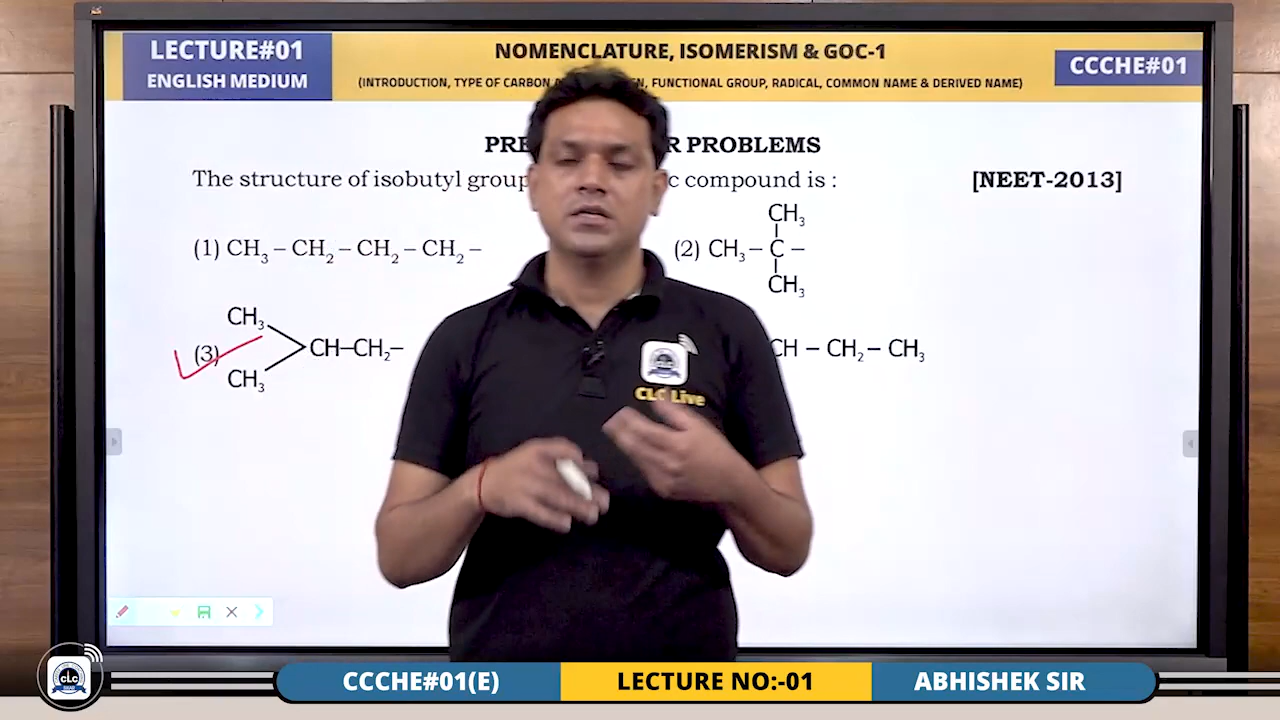 LECTURE#01
ENGLISH MEDIUM
NOMENCLATURE, ISOMERISM & GOC-1
(INTRODUCTION, TYPE OF CARBON FUNCTIONAL GROUP, RADICAL, COMMON NAME & DERIVED NAME)
CCCHE#01
PROBLEMS
The structure of isobutyl group compound is : [NEET-2013]
(1) CH₃ – CH₂ – CH₂ – CH₂ –
(2) CH₃ – C –
CH₃
CH₃
(3) CH–CH₂–
CH₃
CH₃
CH – CH₂ – CH₃
CLC Live
CLC
CCCHE#01(E)
LECTURE NO:-01
ABHISHEK SIR